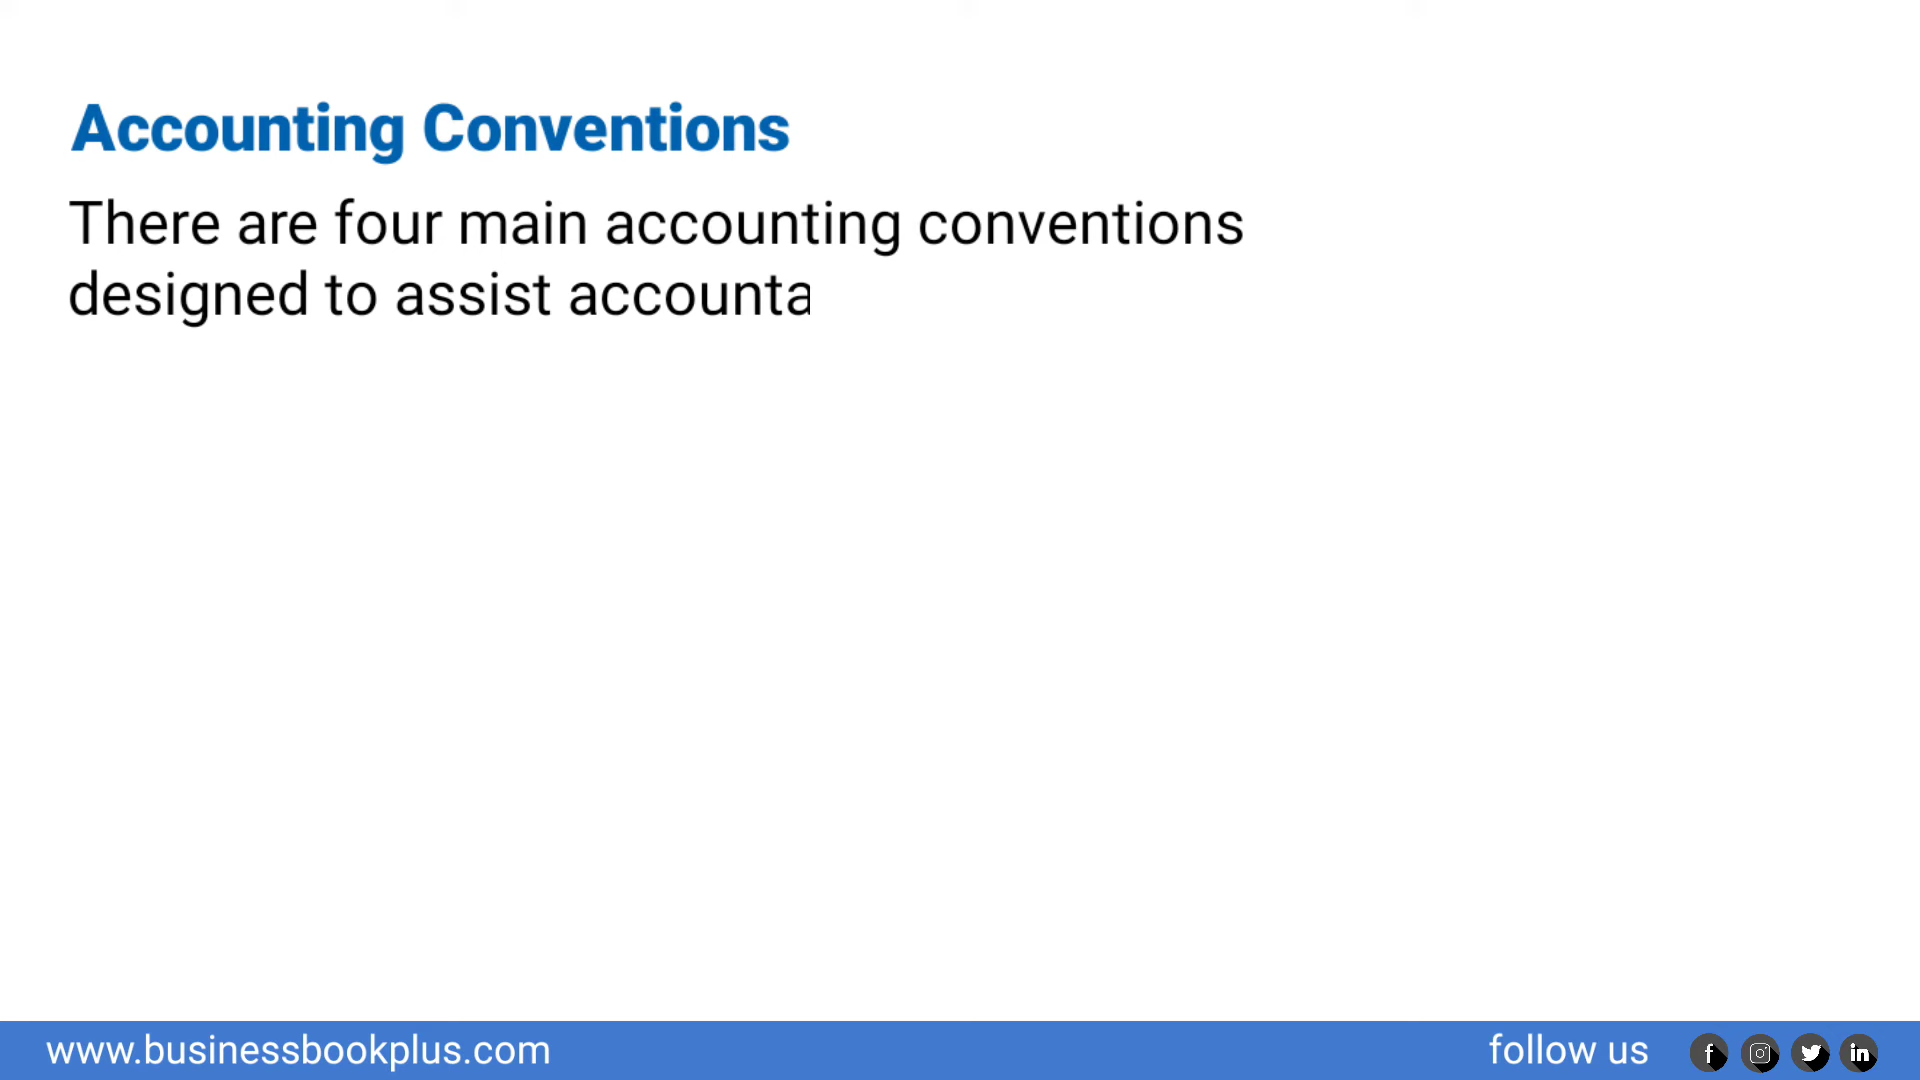 Accounting Conventions
There are four main accounting conventions
designed to assist accounta
www.businessbookplus.com
follow us